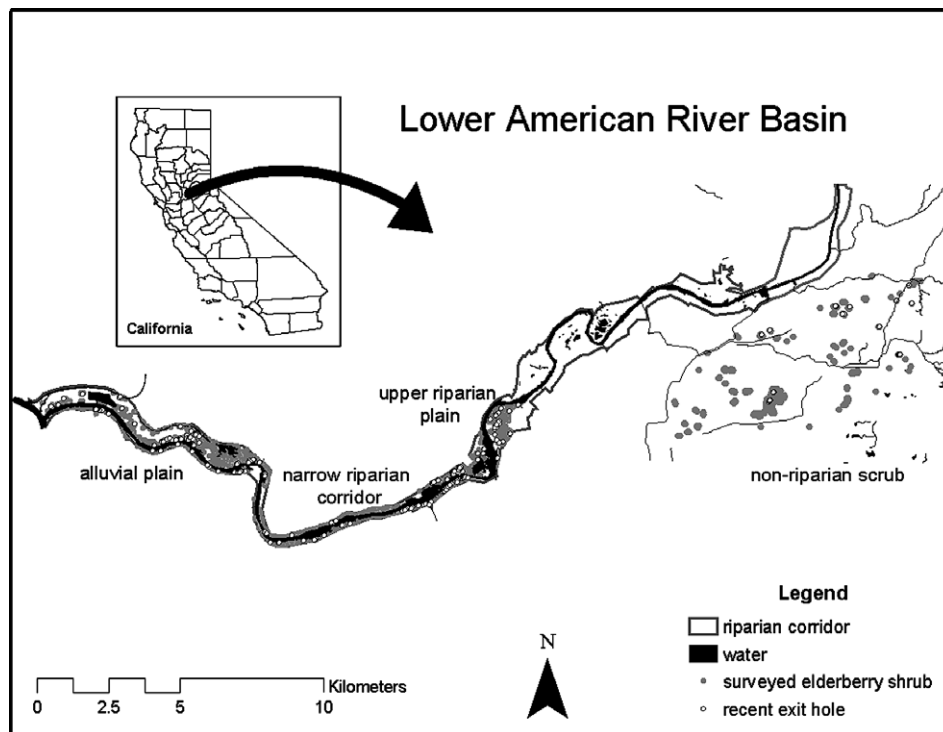 Lower American River Basin
California
upper riparian
plain
alluvial plain
narrow riparian
corridor
non-riparian scrub
Legend
riparian corridor
water
surveyed elderberry shrub
recent exit hole
N
Kilometers
0 2.5 5 10